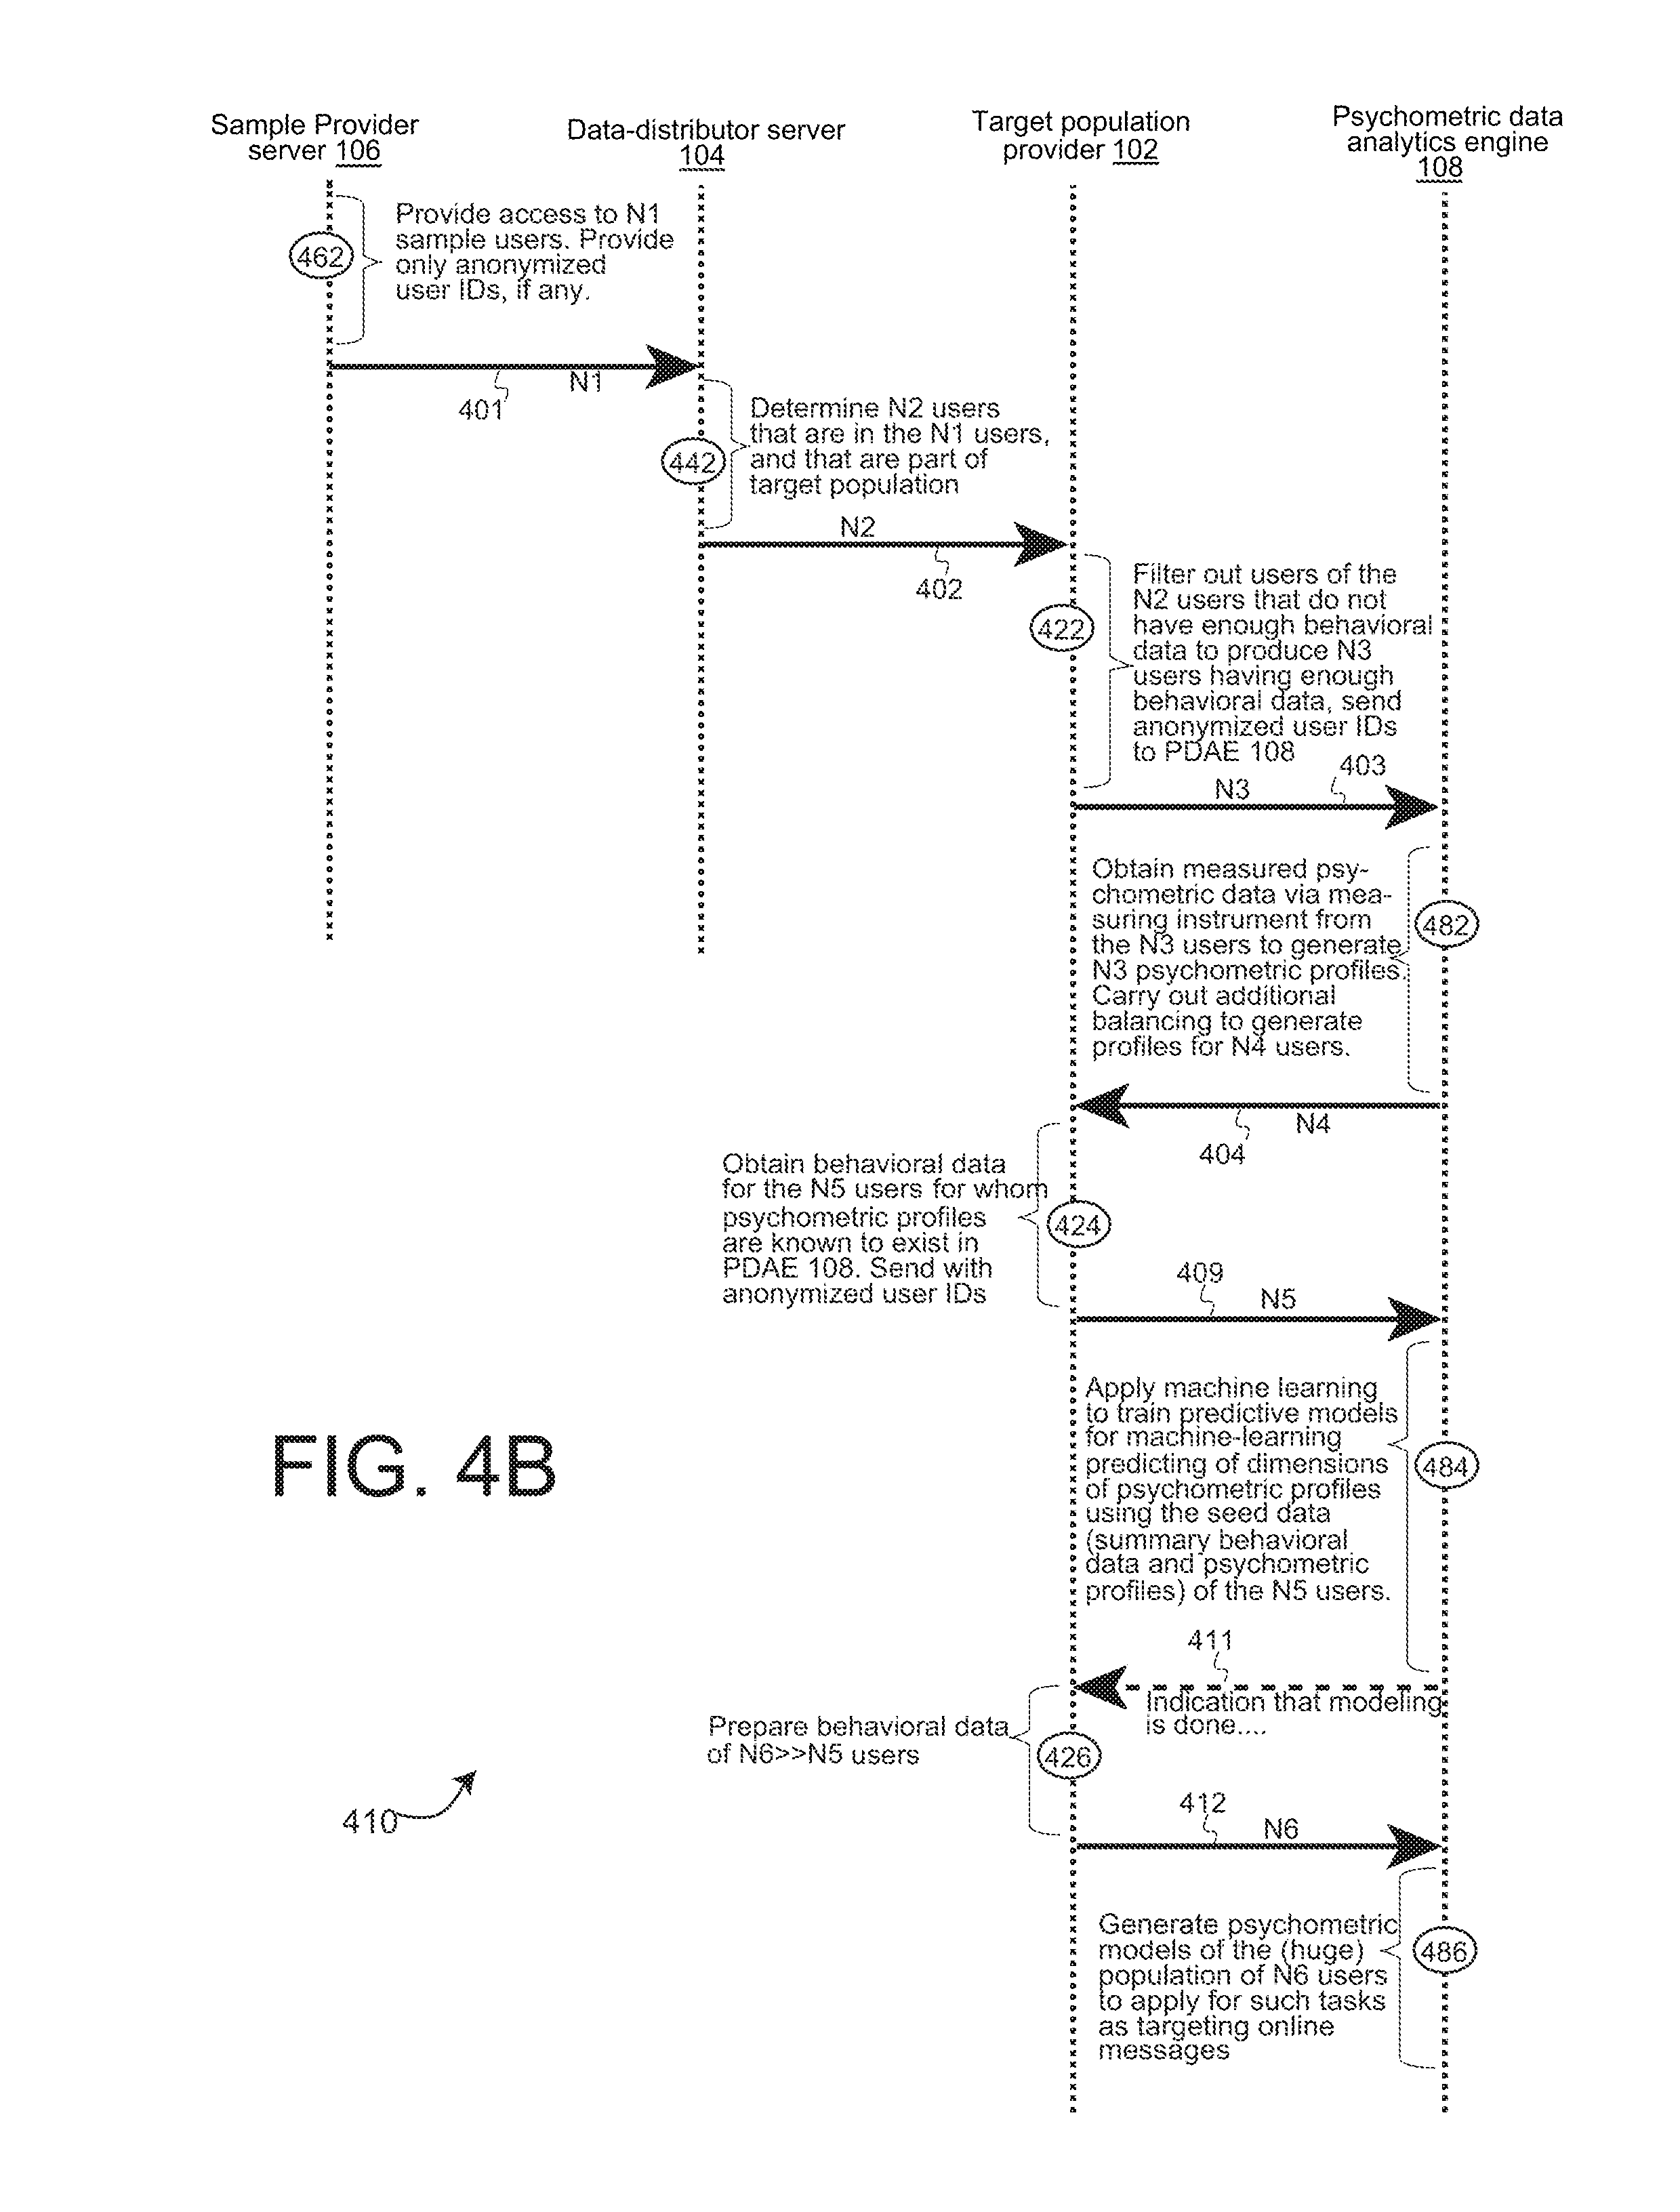 Sample Provider
server 106
Data-distributor server
104
Target population
provider 102
Psychometric data
analytics engine
108
462
Provide access to N1
sample users. Provide
only anonymized
user IDs, if any.
N1
401
442
Determine N2 users
that are in the N1 users,
and that are part of
target population
N2
402
422
Filter out users of the
N2 users that do not
have enough behavioral
data to produce N3
users having enough
behavioral data, send
anonymized user IDs
to PDAE 108
403
N3
Obtain measured psy-
chometric data via mea-
suring instrument from
the N3 users to generate
N3 psychometric profiles.
Carry out additional
balancing to generate
profiles for N4 users.
482
N4
404
Obtain behavioral data
for the N5 users for whom
psychometric profiles
are known to exist in
PDAE 108. Send with
anonymized user IDs
424
409
N5
Apply machine learning
to train predictive models
for machine-learning
predicting of dimensions
of psychometric profiles
using the seed data
(summary behavioral
data and psychometric
profiles) of the N5 users.
484
FIG. 4B
411
Indication that modeling
is done....
Prepare behavioral data
of N6>>N5 users
426
410
412
N6
Generate psychometric
models of the (huge)
population of N6 users
to apply for such tasks
as targeting online
messages
486